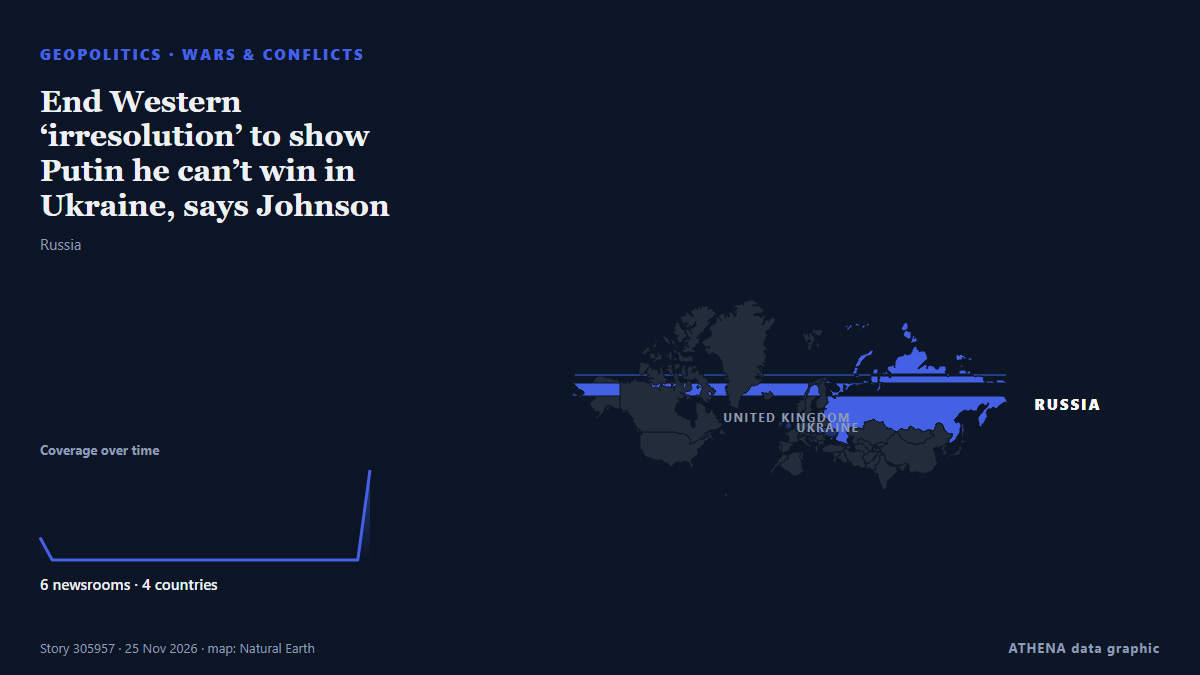 GEOPOLITICS · WARS & CONFLICTS
End Western
‘irresolution’ to show
Putin he can’t win in
Ukraine, says Johnson
Russia
UNITED KINGDOM
UKRAINE
RUSSIA
Coverage over time
6 newsrooms · 4 countries
Story 305957 · 25 Nov 2026 · map: Natural Earth
ATHENA data graphic